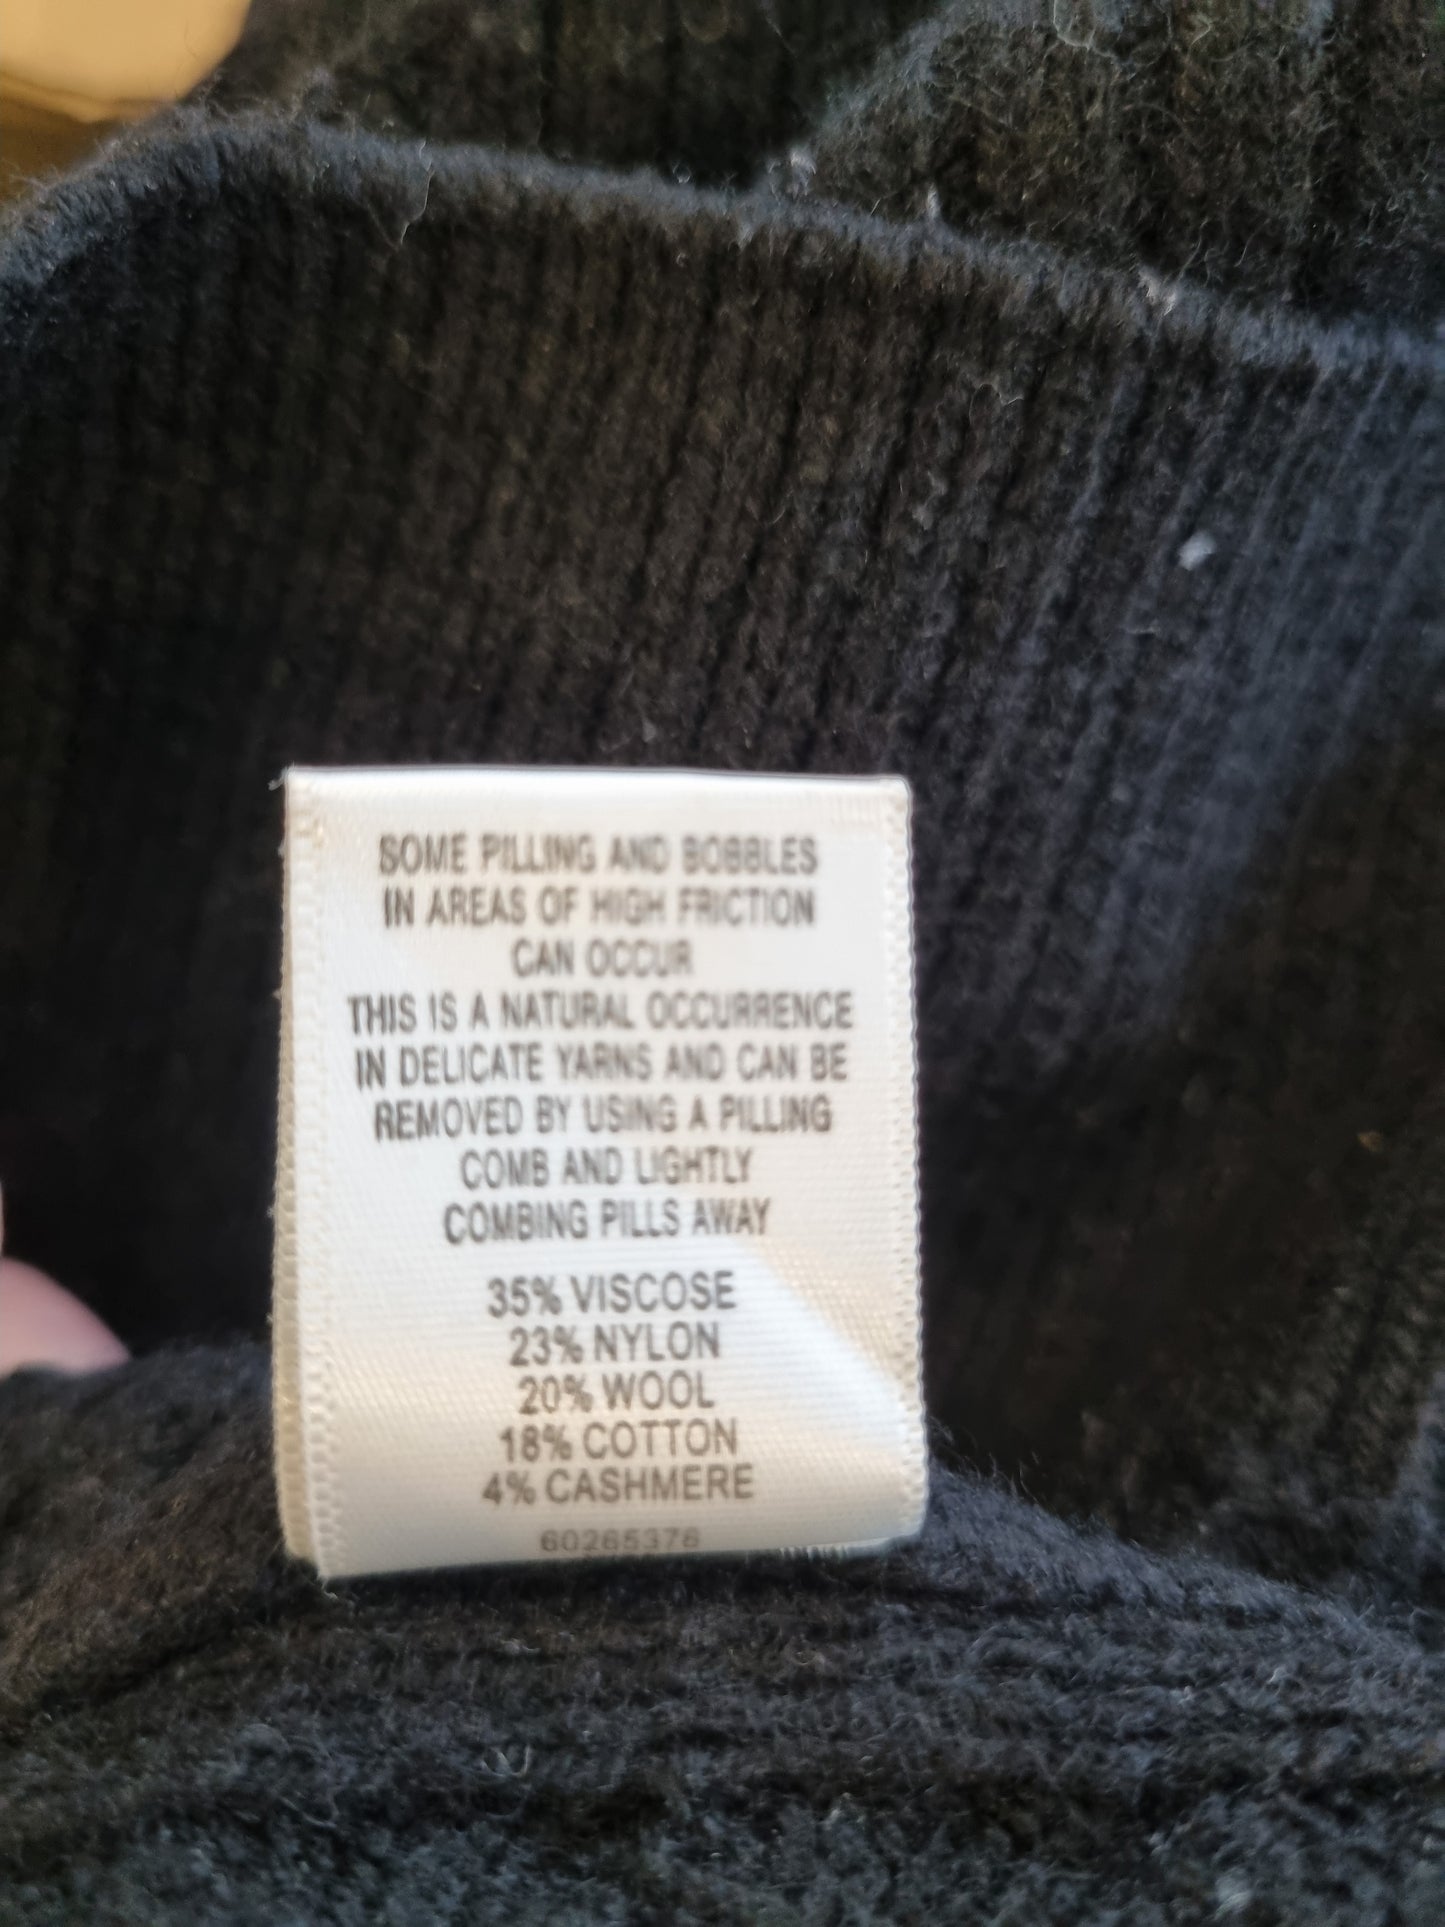 SOME PILLING AND BOBBLES
IN AREAS OF HIGH FRICTION
CAN OCCUR
THIS IS A NATURAL OCCURRENCE
IN DELICATE YARNS AND CAN BE
REMOVED BY USING A PILLING
COMB AND LIGHTLY
COMBING PILLS AWAY
35% VISCOSE
23% NYLON
20% WOOL
18% COTTON
4% CASHMERE
60265376